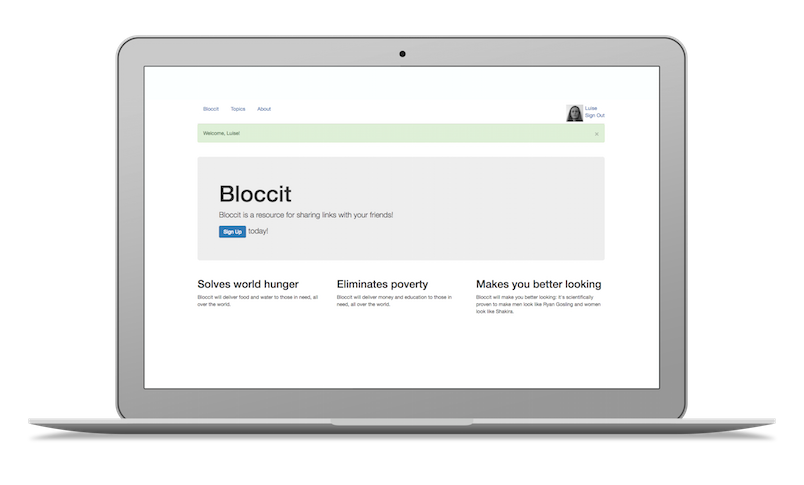 Bloccit Topics About
Luise
Sign Out
Welcome, Luise!
×
Bloccit
Bloccit is a resource for sharing links with your friends!
Sign Up today!
Solves world hunger
Bloccit will deliver food and water to those in need, all
over the world.
Eliminates poverty
Bloccit will deliver money and education to those in
need, all over the world.
Makes you better looking
Bloccit will make you better looking; it's scientifically
proven to make men look like Ryan Gosling and women
look like Shakira.